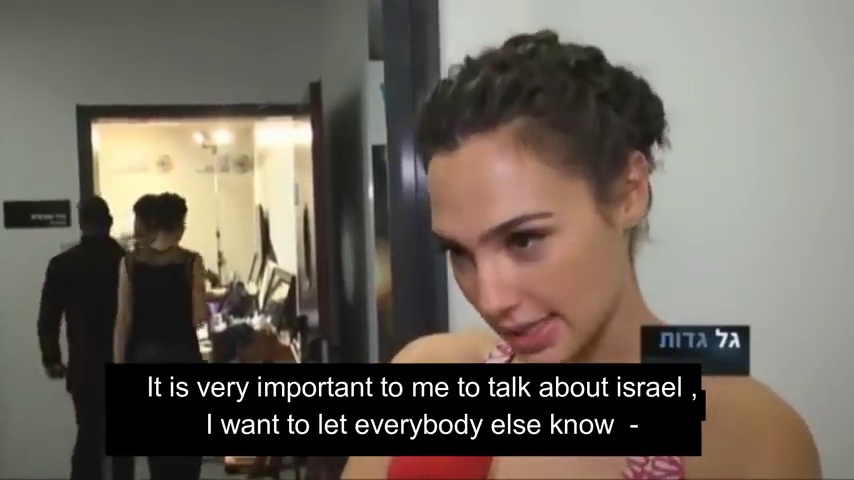 גל גדות
It is very important to me to talk about israel ,
I want to let everybody else know -